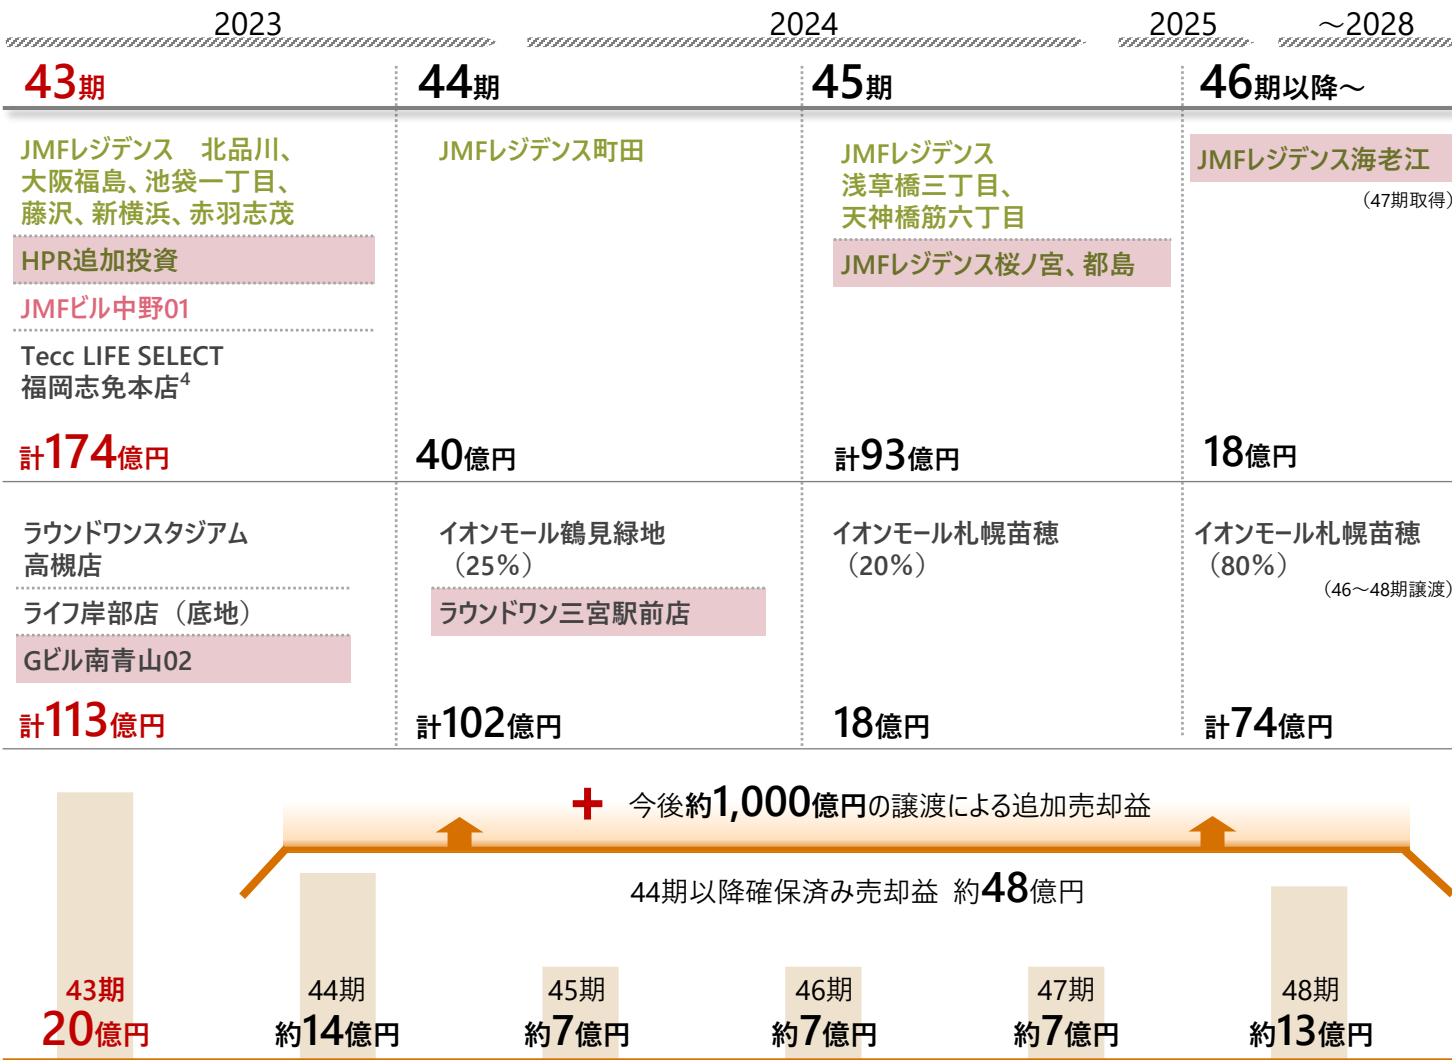 2023
2024
2025
～2028
43期
44期
45期
46期以降～
JMFレジデンス　北品川、
大阪福島、池袋一丁目、
藤沢、新横浜、赤羽志茂
HPR追加投資
JMFビル中野01
Tecc LIFE SELECT
福岡志免本店4
計174億円
JMFレジデンス町田
40億円
JMFレジデンス
浅草橋三丁目、
天神橋筋六丁目
JMFレジデンス桜ノ宮、都島
計93億円
JMFレジデンス海老江
（47期取得）
18億円
ラウンドワンスタジアム
高槻店
ライフ岸部店（底地）
Gビル南青山02
計113億円
イオンモール鶴見緑地
（25%）
ラウンドワン三宮駅前店
計102億円
イオンモール札幌苗穂
（20%）
18億円
イオンモール札幌苗穂
（80%）
（46～48期譲渡）
計74億円
+ 今後約1,000億円の譲渡による追加売却益
44期以降確保済み売却益 約48億円
43期
20億円
44期
約14億円
45期
約7億円
46期
約7億円
47期
約7億円
48期
約13億円